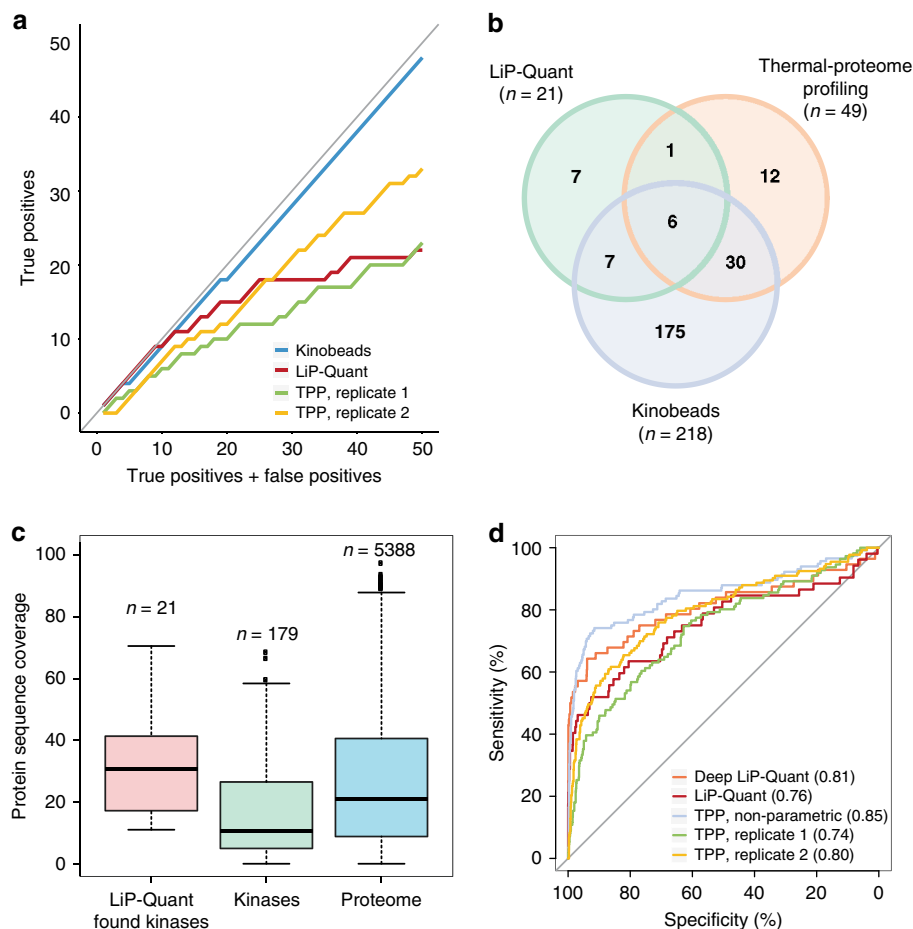 a
True positives
50
40
30
20
10
0
0 10 20 30 40 50
True positives + false positives
Kinobeads
LiP-Quant
TPP, replicate 1
TPP, replicate 2
b
LiP-Quant
(n = 21)
Thermal-proteome
profiling
(n = 49)
1
7
12
6
7
30
175
Kinobeads
(n = 218)
c
Protein sequence coverage
100
80
60
40
20
0
n = 21
n = 179
n = 5388
LiP-Quant
found kinases
Kinases
Proteome
d
Sensitivity (%)
100
80
60
40
20
0
100 80 60 40 20 0
Specificity (%)
Deep LiP-Quant (0.81)
LiP-Quant (0.76)
TPP, non-parametric (0.85)
TPP, replicate 1 (0.74)
TPP, replicate 2 (0.80)